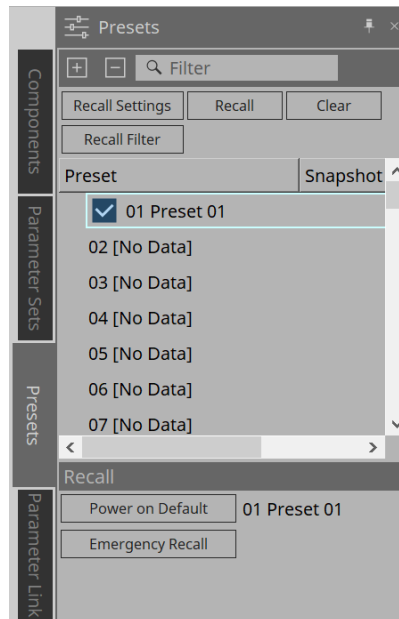 Presets
Filter
Recall Settings Recall Clear
Recall Filter
Preset Snapshot
01 Preset 01
02 [No Data]
03 [No Data]
04 [No Data]
05 [No Data]
06 [No Data]
07 [No Data]
Recall
Power on Default 01 Preset 01
Emergency Recall
Components
Parameter Sets
Presets
Parameter Link